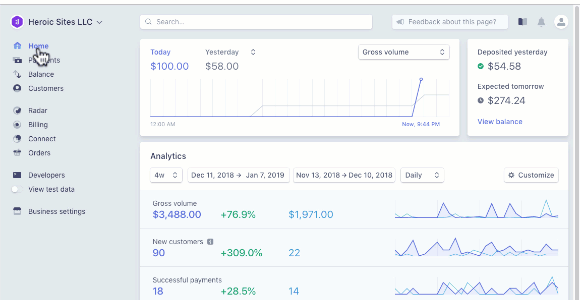 Heroic Sites LLC
Search...
Feedback about this page?
Home
Payments
Balance
Customers
Radar
Billing
Connect
Orders
Developers
View test data
Business settings
Today
Yesterday
Gross volume
$100.00
$58.00
12:00 AM
Now, 9:44 PM
Deposited yesterday
$54.58
Expected tomorrow
$274.24
View balance
Analytics
4w
Dec 11, 2018 → Jan 7, 2019
Nov 13, 2018 → Dec 10, 2018
Daily
Customize
Gross volume
$3,488.00 +76.9% $1,971.00
New customers
90 +309.0% 22
Successful payments
18 +28.5% 14